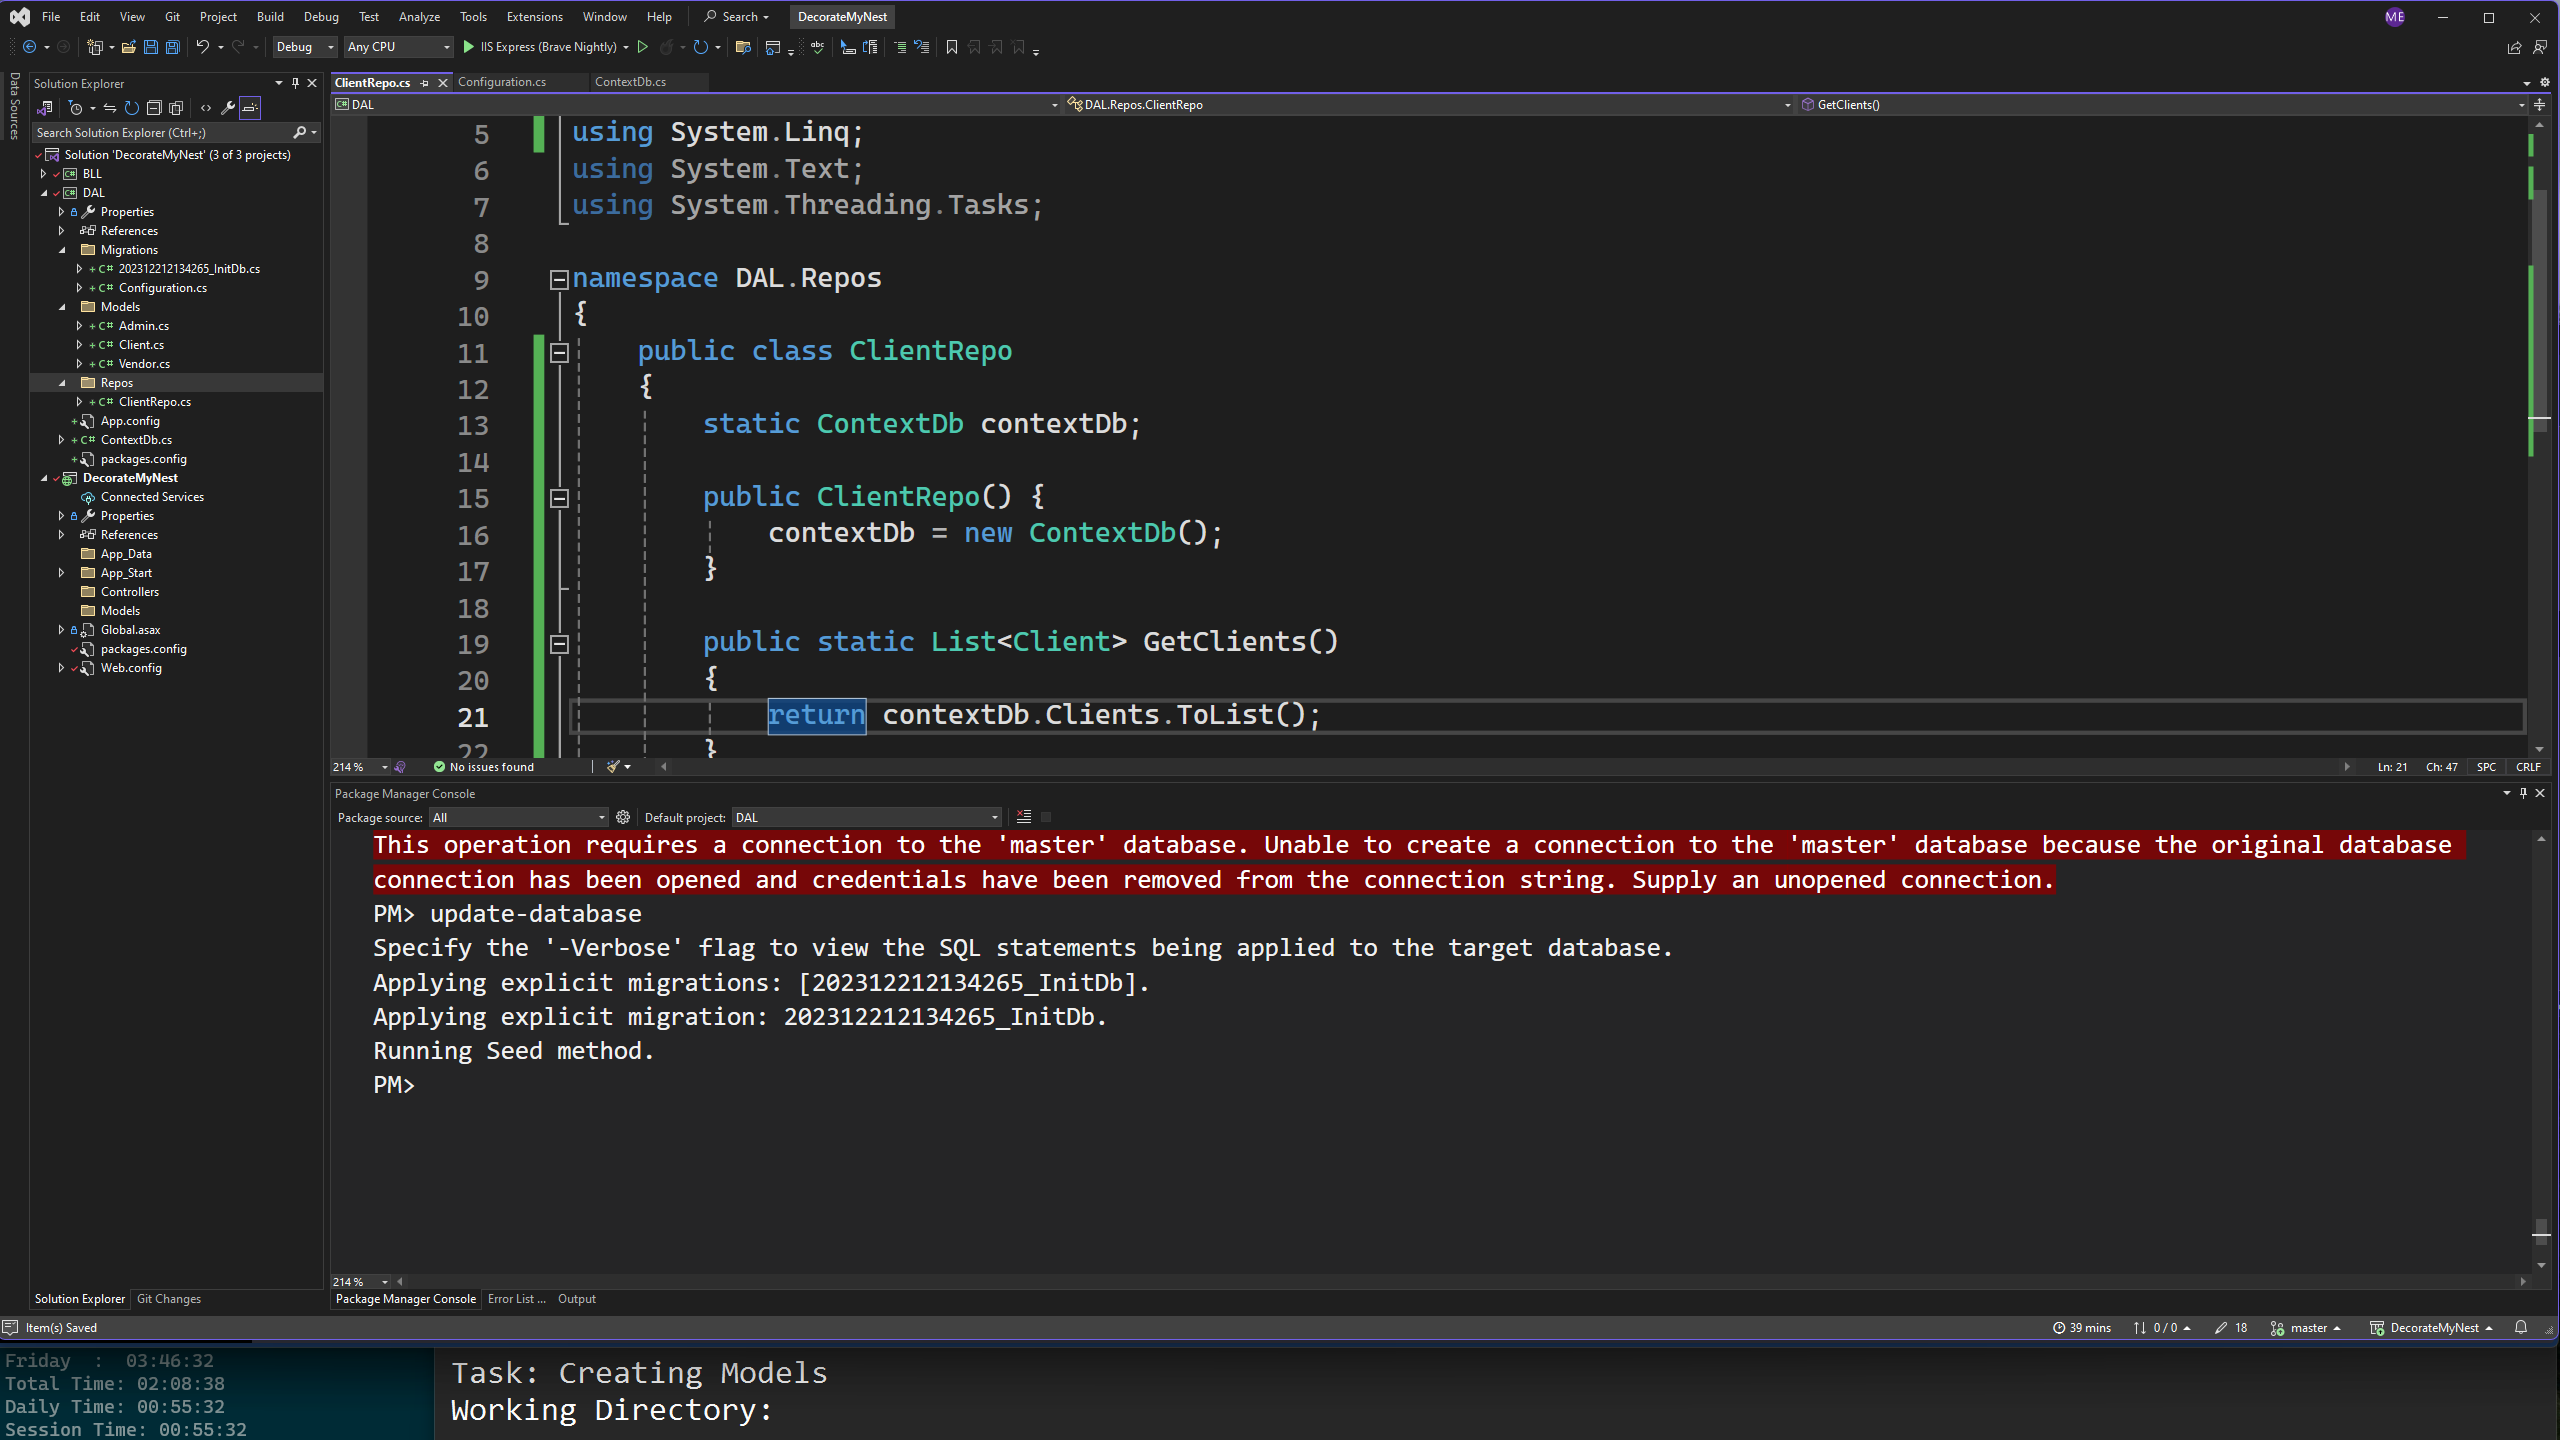 File Edit View Git Project Build Debug Test Analyze Tools Extensions Window Help Search DecorateMyNest ME
Debug Any CPU IIS Express (Brave Nightly)
Data Sources
Solution Explorer
Search Solution Explorer (Ctrl+;)
Solution 'DecorateMyNest' (3 of 3 projects)
BLL
DAL
Properties
References
Migrations
202312212134265_InitDb.cs
Configuration.cs
Models
Admin.cs
Client.cs
Vendor.cs
Repos
ClientRepo.cs
App.config
ContextDb.cs
packages.config
DecorateMyNest
Connected Services
Properties
References
App_Data
App_Start
Controllers
Models
Global.asax
packages.config
Web.config
Solution Explorer Git Changes
ClientRepo.cs Configuration.cs ContextDb.cs
DAL DAL.Repos.ClientRepo GetClients()
5 using System.Linq;
6 using System.Text;
7 using System.Threading.Tasks;
8
9 namespace DAL.Repos
10 {
11 public class ClientRepo
12 {
13 static ContextDb contextDb;
14
15 public ClientRepo() {
16 contextDb = new ContextDb();
17 }
18
19 public static List<Client> GetClients()
20 {
21 return contextDb.Clients.ToList();
22 }
214 % No issues found Ln: 21 Ch: 47 SPC CRLF
Package Manager Console
Package source: All Default project: DAL
This operation requires a connection to the 'master' database. Unable to create a connection to the 'master' database because the original database
connection has been opened and credentials have been removed from the connection string. Supply an unopened connection.
PM> update-database
Specify the '-Verbose' flag to view the SQL statements being applied to the target database.
Applying explicit migrations: [202312212134265_InitDb].
Applying explicit migration: 202312212134265_InitDb.
Running Seed method.
PM>
214 %
Package Manager Console Error List ... Output
Item(s) Saved 39 mins 0 / 0 18 master DecorateMyNest
Friday : 03:46:32
Total Time: 02:08:38
Daily Time: 00:55:32
Session Time: 00:55:32
Task: Creating Models
Working Directory: